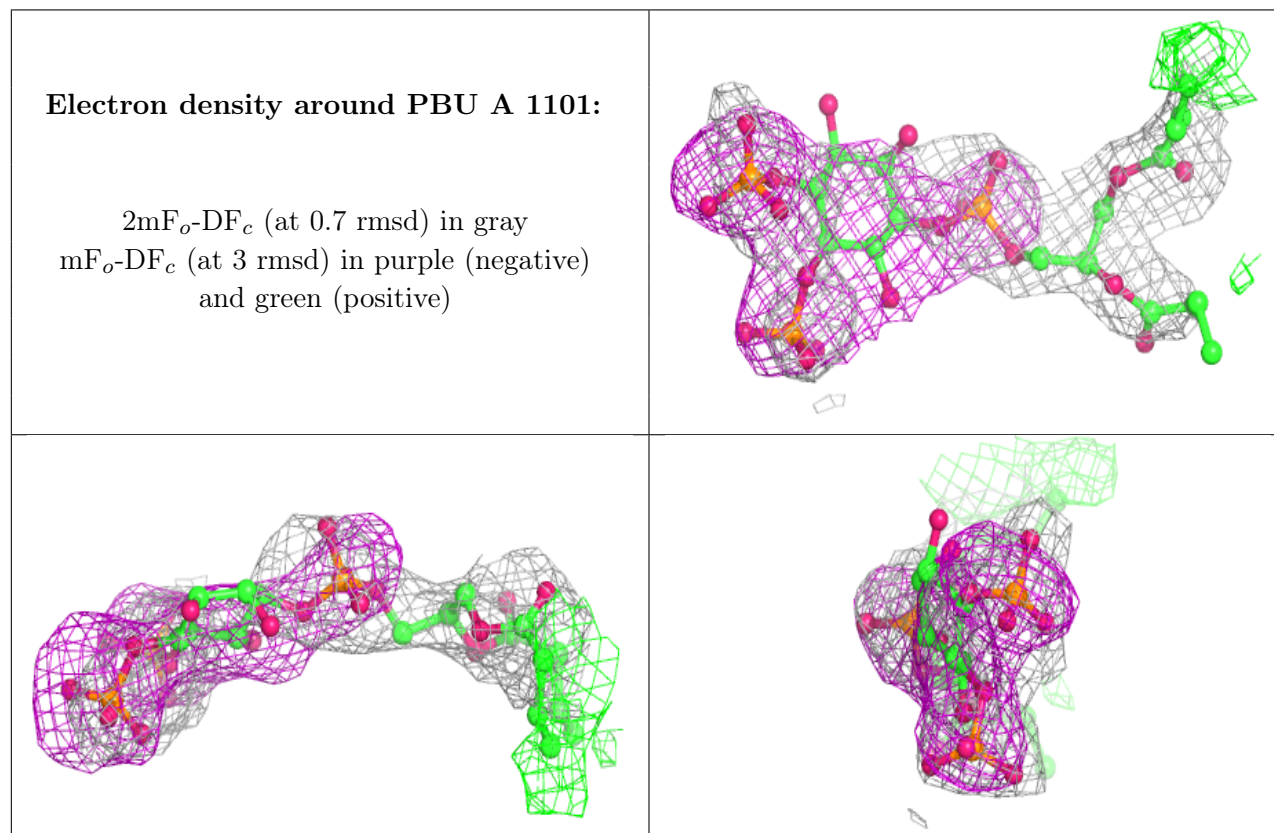 Electron density around PBU A 1101:
2mFₒ-DF𝒸 (at 0.7 rmsd) in gray
mFₒ-DF𝒸 (at 3 rmsd) in purple (negative)
and green (positive)